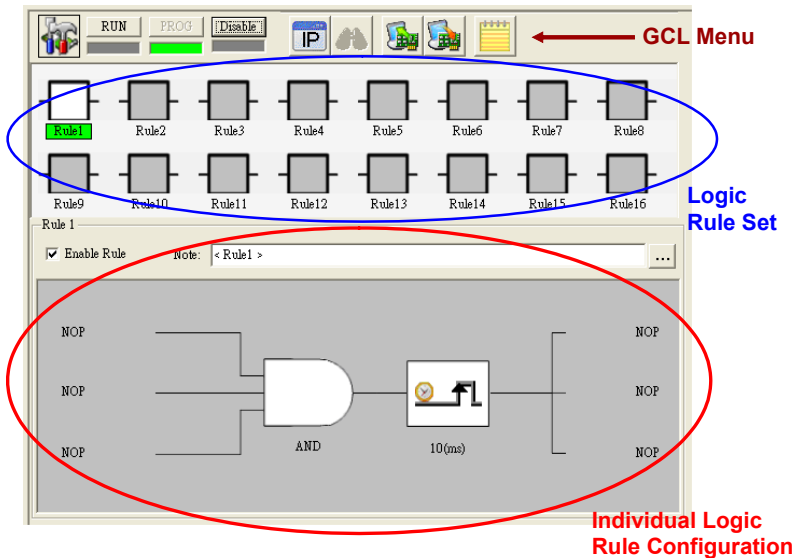 RUN PROG Disable IP GCL Menu
Rule1 Rule2 Rule3 Rule4 Rule5 Rule6 Rule7 Rule8
Rule9 Rule10 Rule11 Rule12 Rule13 Rule14 Rule15 Rule16
Logic
Rule Set
Rule 1
Enable Rule Note: < Rule1 > ...
NOP NOP
NOP NOP
AND 10(ms)
NOP NOP
Individual Logic
Rule Configuration